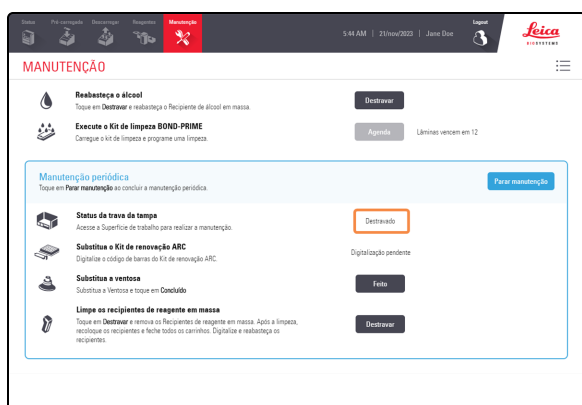 Status Pré-carregado Descarregar Reagentes Manutenção 5:44 AM | 21/nov/2023 | Jane Doe Logout
Leica
BIOSYSTEMS
MANUTENÇÃO
Reabasteça o álcool
Toque em Destravar e reabasteça o Recipiente de álcool em massa.
Destravar
Execute o Kit de limpeza BOND-PRIME
Carregue o kit de limpeza e programe uma limpeza.
Agenda Lâminas vencem em 12
Manutenção periódica
Toque em Parar manutenção ao concluir a manutenção periódica.
Parar manutenção
Status da trava da tampa
Acesse a Superfície de trabalho para realizar a manutenção.
Destravado
Substitua o Kit de renovação ARC
Digitalize o código de barras do Kit de renovação ARC.
Digitalização pendente
Substitua a ventosa
Substitua a Ventosa e toque em Concluído
Feito
Limpe os recipientes de reagente em massa
Toque em Destravar e remova os Recipientes de reagente em massa. Após a limpeza,
recoloque os recipientes e feche todos os carrinhos. Digitalize e reabasteça os
recipientes.
Destravar